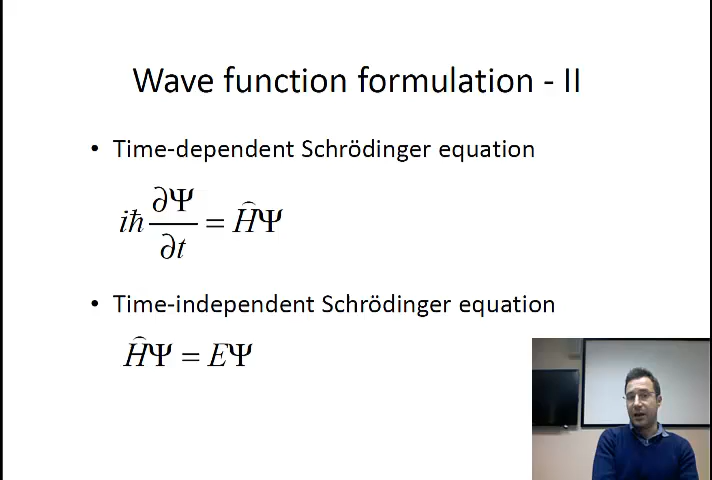 Wave function formulation - II
• Time-dependent Schrödinger equation
iħ ∂Ψ/∂t = ĤΨ
• Time-independent Schrödinger equation
ĤΨ = EΨ